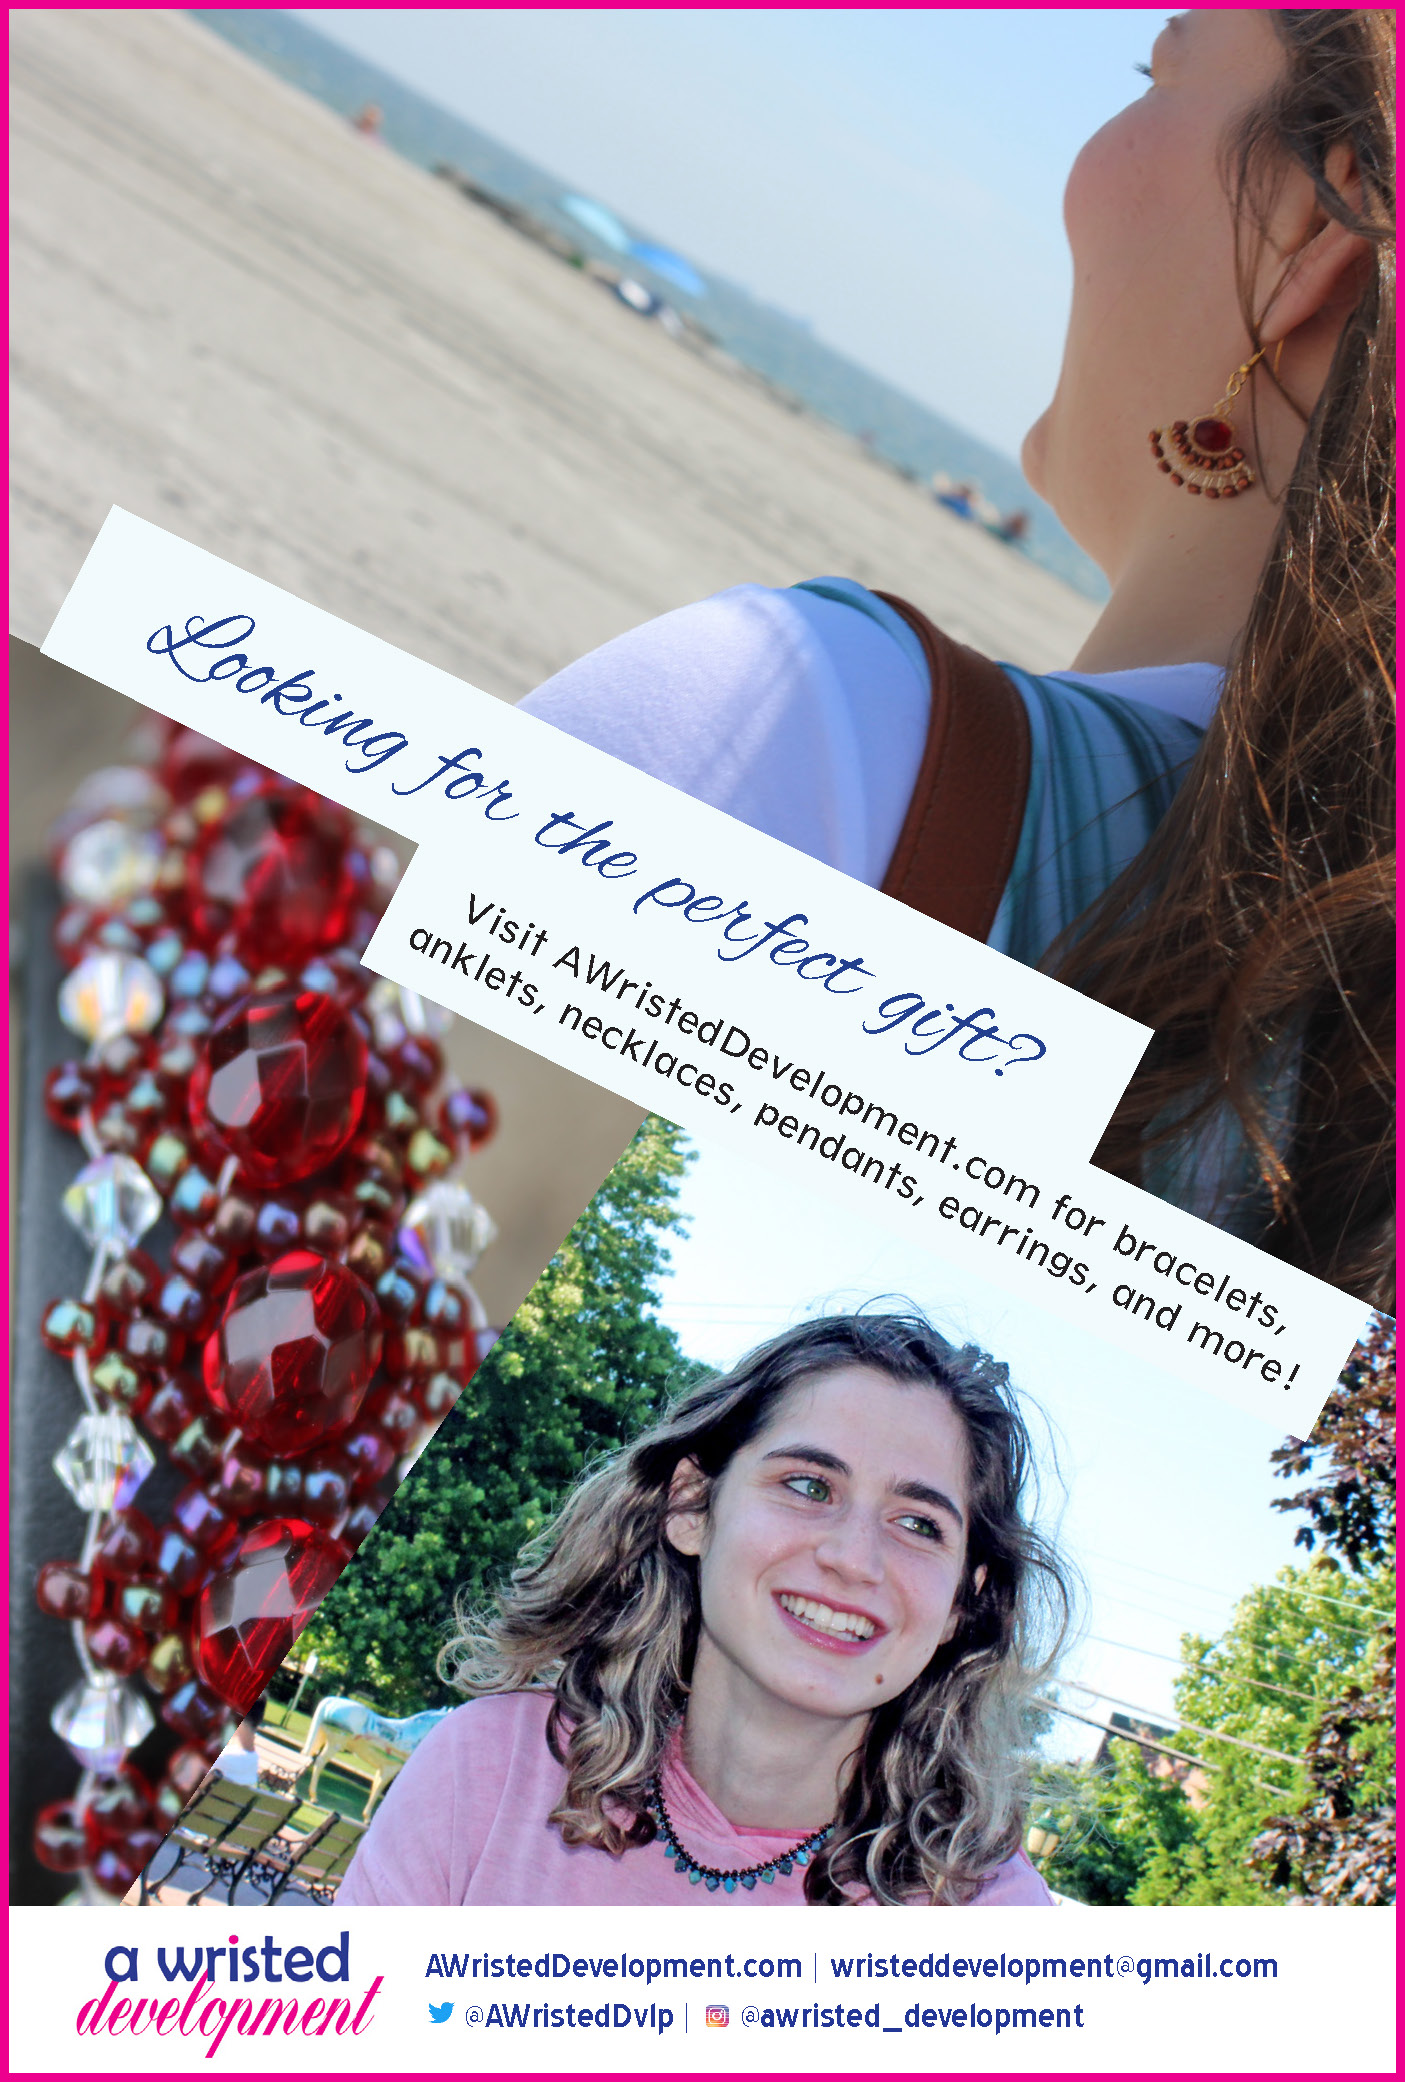 Looking for the perfect gift?
Visit AWristedDevelopment.com for bracelets,
anklets, necklaces, pendants, earrings, and more!
a wristed
development
AWristedDevelopment.com | wristeddevelopment@gmail.com
@AWristedDvlp | @awristed_development